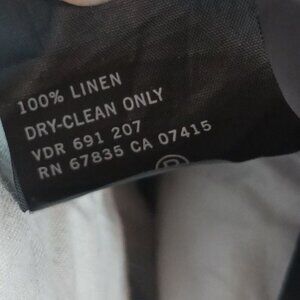 100% LINEN
DRY-CLEAN ONLY
VDR 691 207
RN 67835 CA 07415